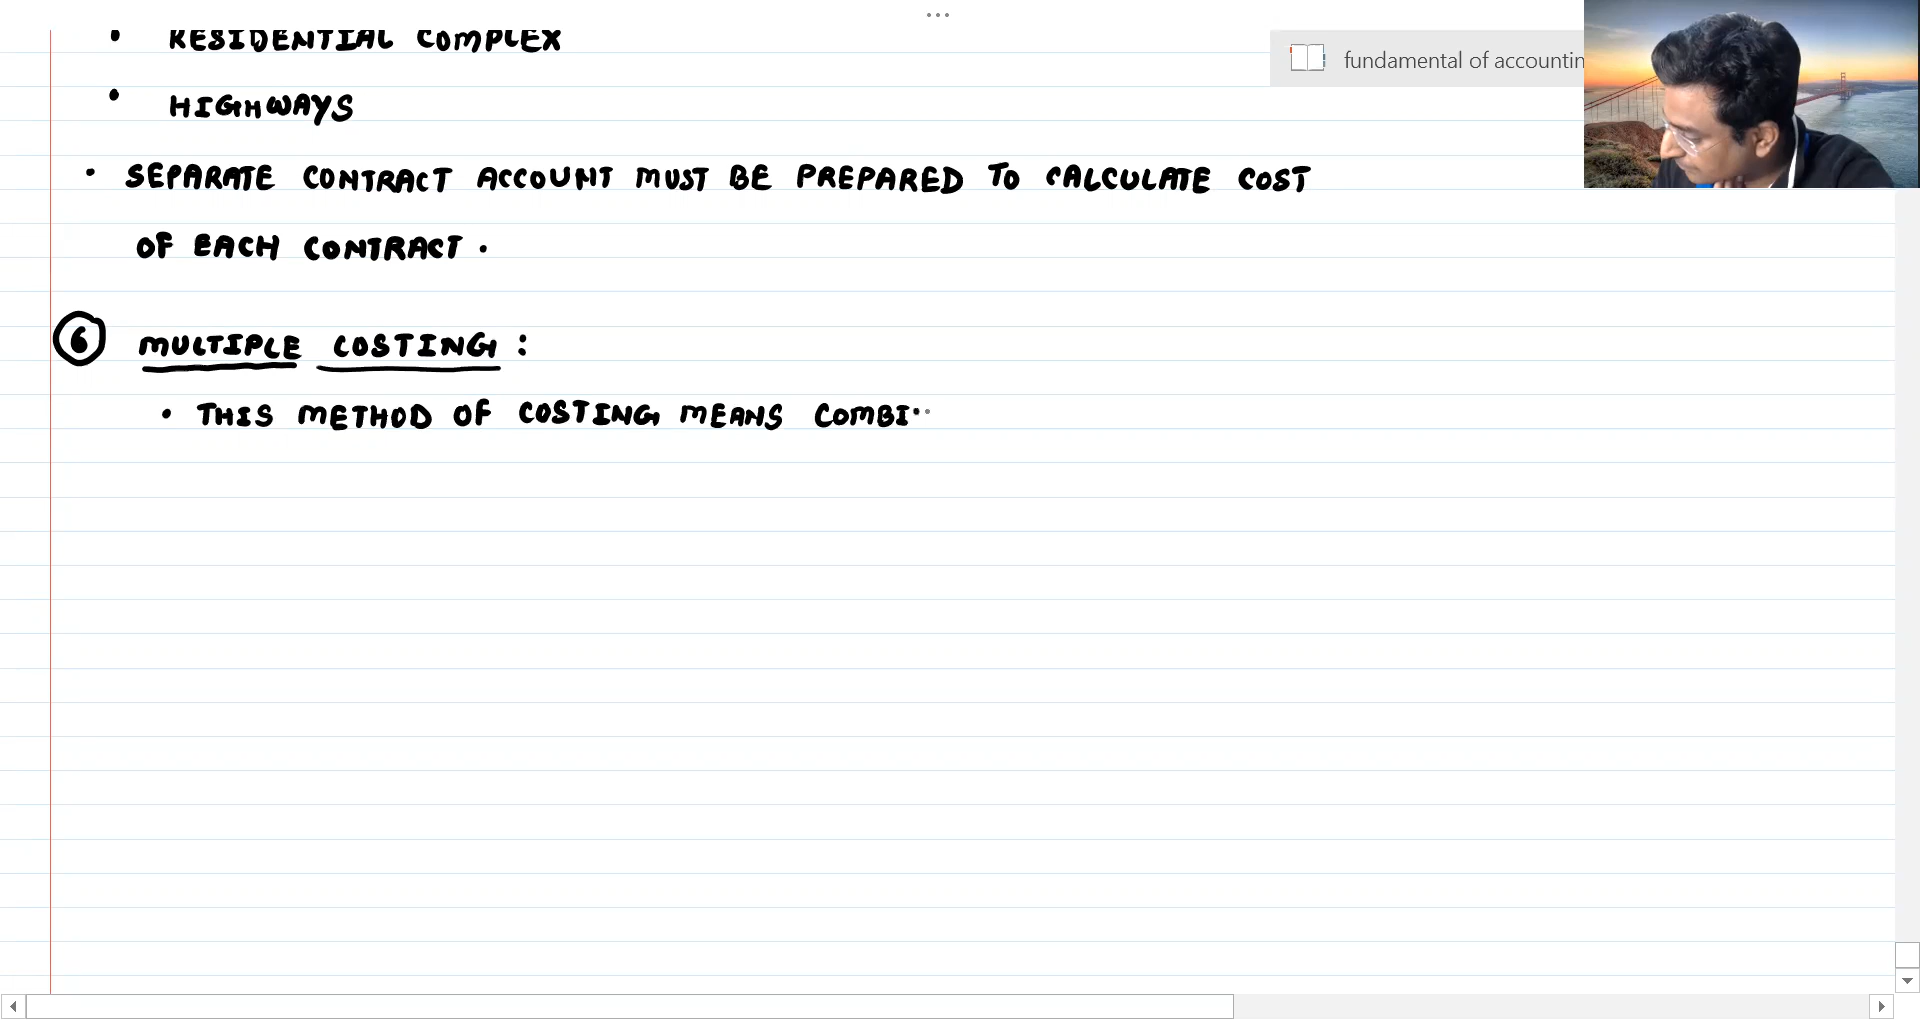 • RESIDENTIAL COMPLEX
fundamental of accountin
• HIGHWAYS
• SEPARATE CONTRACT ACCOUNT MUST BE PREPARED TO CALCULATE COST
OF EACH CONTRACT.
6 MULTIPLE COSTING:
• THIS METHOD OF COSTING MEANS COMBI